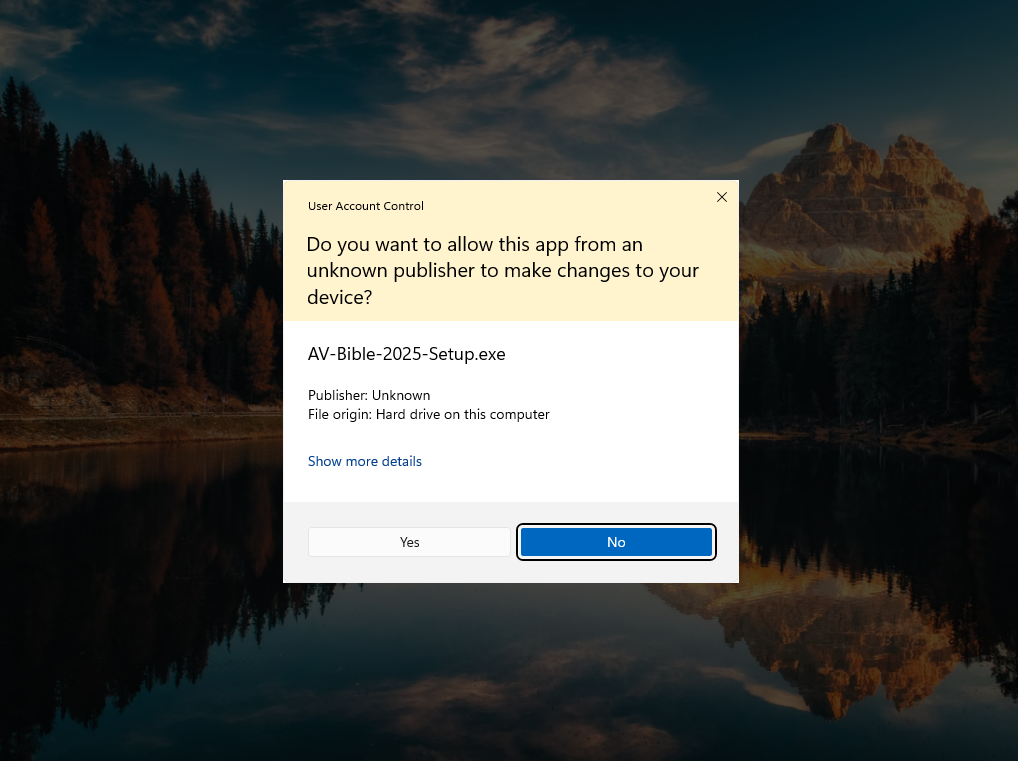 User Account Control
Do you want to allow this app from an
unknown publisher to make changes to your
device?
AV-Bible-2025-Setup.exe
Publisher: Unknown
File origin: Hard drive on this computer
Show more details
Yes
No